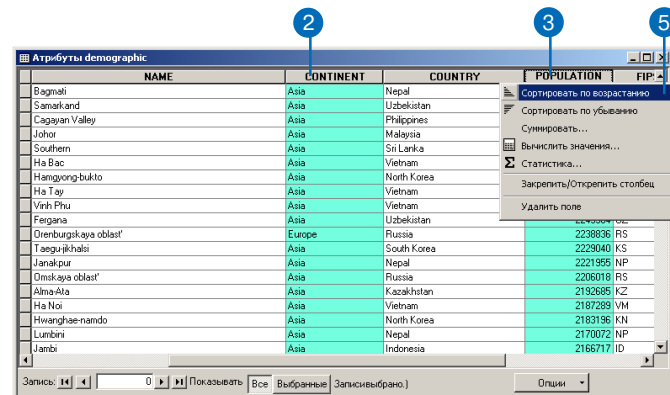 2 3 5
Атрибуты demographic
NAME CONTINENT COUNTRY POPULATION FIP
Bagmati Asia Nepal
Samarkand Asia Uzbekistan
Cagayan Valley Asia Philippines
Johor Asia Malaysia
Southern Asia Sri Lanka
Ha Bac Asia Vietnam
Hamgyong-bukto Asia North Korea
Ha Tay Asia Vietnam
Vinh Phu Asia Vietnam
Fergana Asia Uzbekistan
Orenburgskaya oblast' Europe Russia 2238836 RS
Taegu-jikhalsi Asia South Korea 2229040 KS
Janakpur Asia Nepal 2221955 NP
Omskaya oblast' Asia Russia 2206018 RS
Alma-Ata Asia Kazakhstan 2192685 KZ
Ha Noi Asia Vietnam 2187289 VM
Hwanghae-namdo Asia North Korea 2183196 KN
Lumbini Asia Nepal 2170072 NP
Jambi Asia Indonesia 2166717 ID
Сортировать по возрастанию
Сортировать по убыванию
Суммировать...
Вычислить значения...
Σ Статистика...
Закрепить/Открепить столбец
Удалить поле
Запись: 0 Показывать Все Выбранные Записивыбрано.) Опции